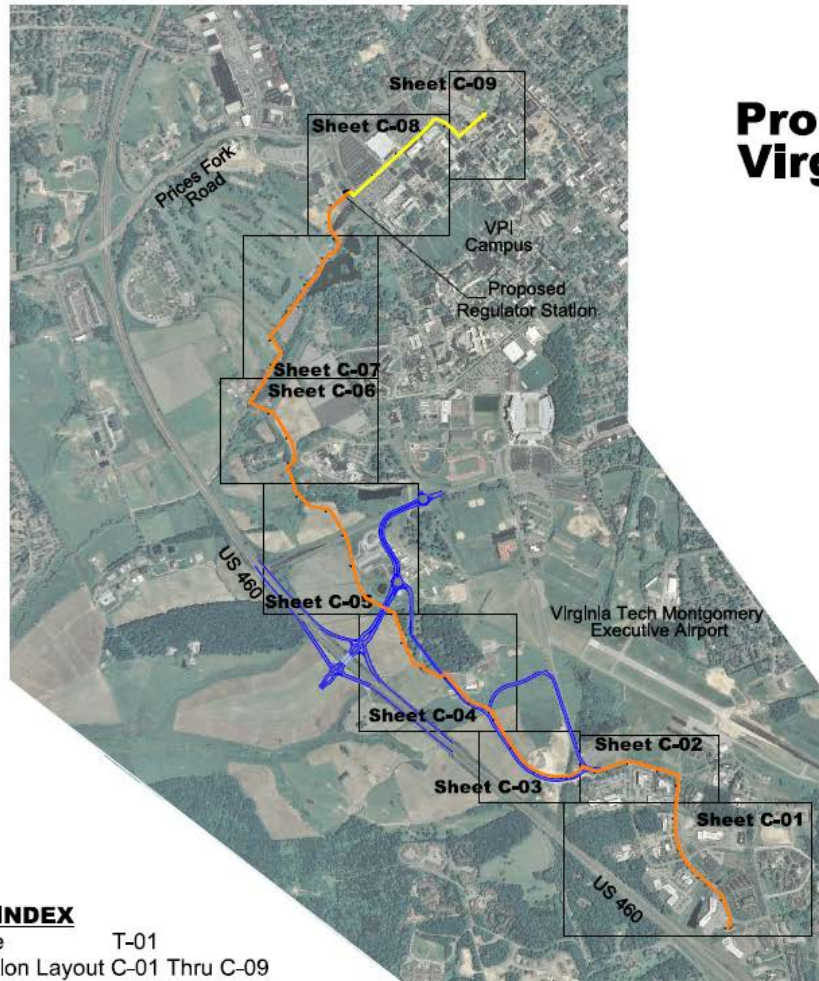 Sheet C-09
Sheet C-08
Pro
Virg
Prices Fork
Road
VPI
Campus
Proposed
Regulator Station
Sheet C-07
Sheet C-06
US 460
Sheet C-05
Virginia Tech Montgomery
Executive Airport
Sheet C-04
Sheet C-02
Sheet C-03
Sheet C-01
US 460
INDEX
e T-01
ion Layout C-01 Thru C-09